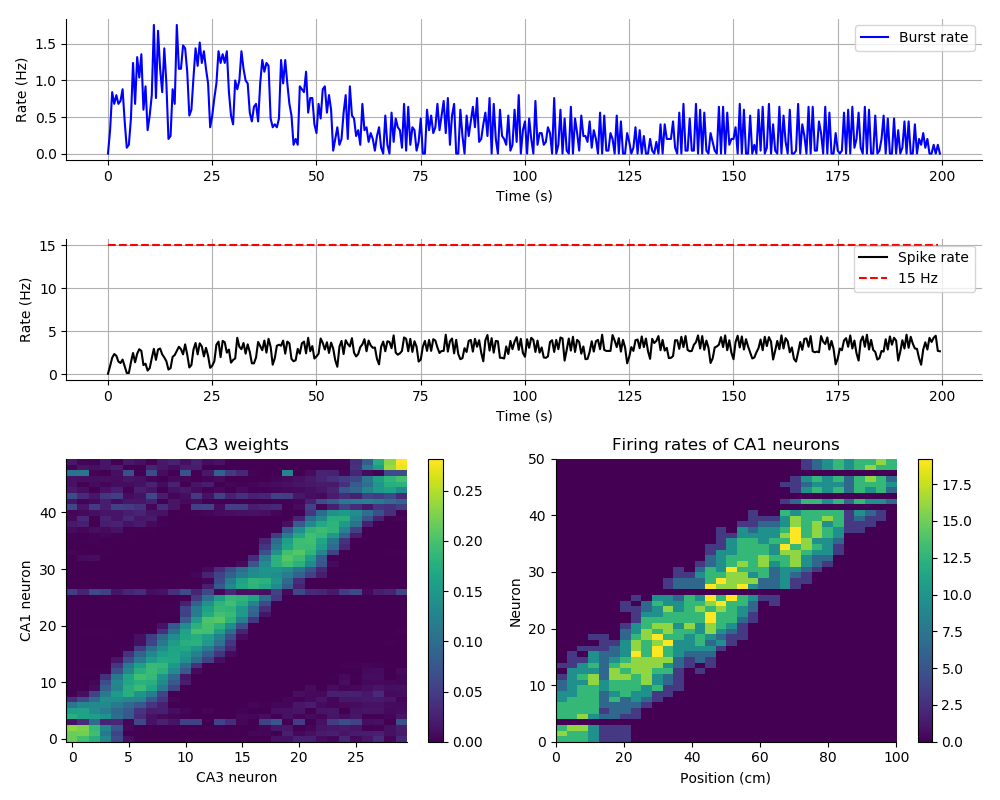 Rate (Hz)
1.5
1.0
0.5
0.0
Burst rate
0 25 50 75 100 125 150 175 200
Time (s)
Rate (Hz)
15
10
5
0
Spike rate
15 Hz
0 25 50 75 100 125 150 175 200
Time (s)
CA3 weights
CA1 neuron
40
30
20
10
0
0 5 10 15 20 25
CA3 neuron
0.25
0.20
0.15
0.10
0.05
0.00
Firing rates of CA1 neurons
Neuron
50
40
30
20
10
0
0 20 40 60 80 100
Position (cm)
17.5
15.0
12.5
10.0
7.5
5.0
2.5
0.0